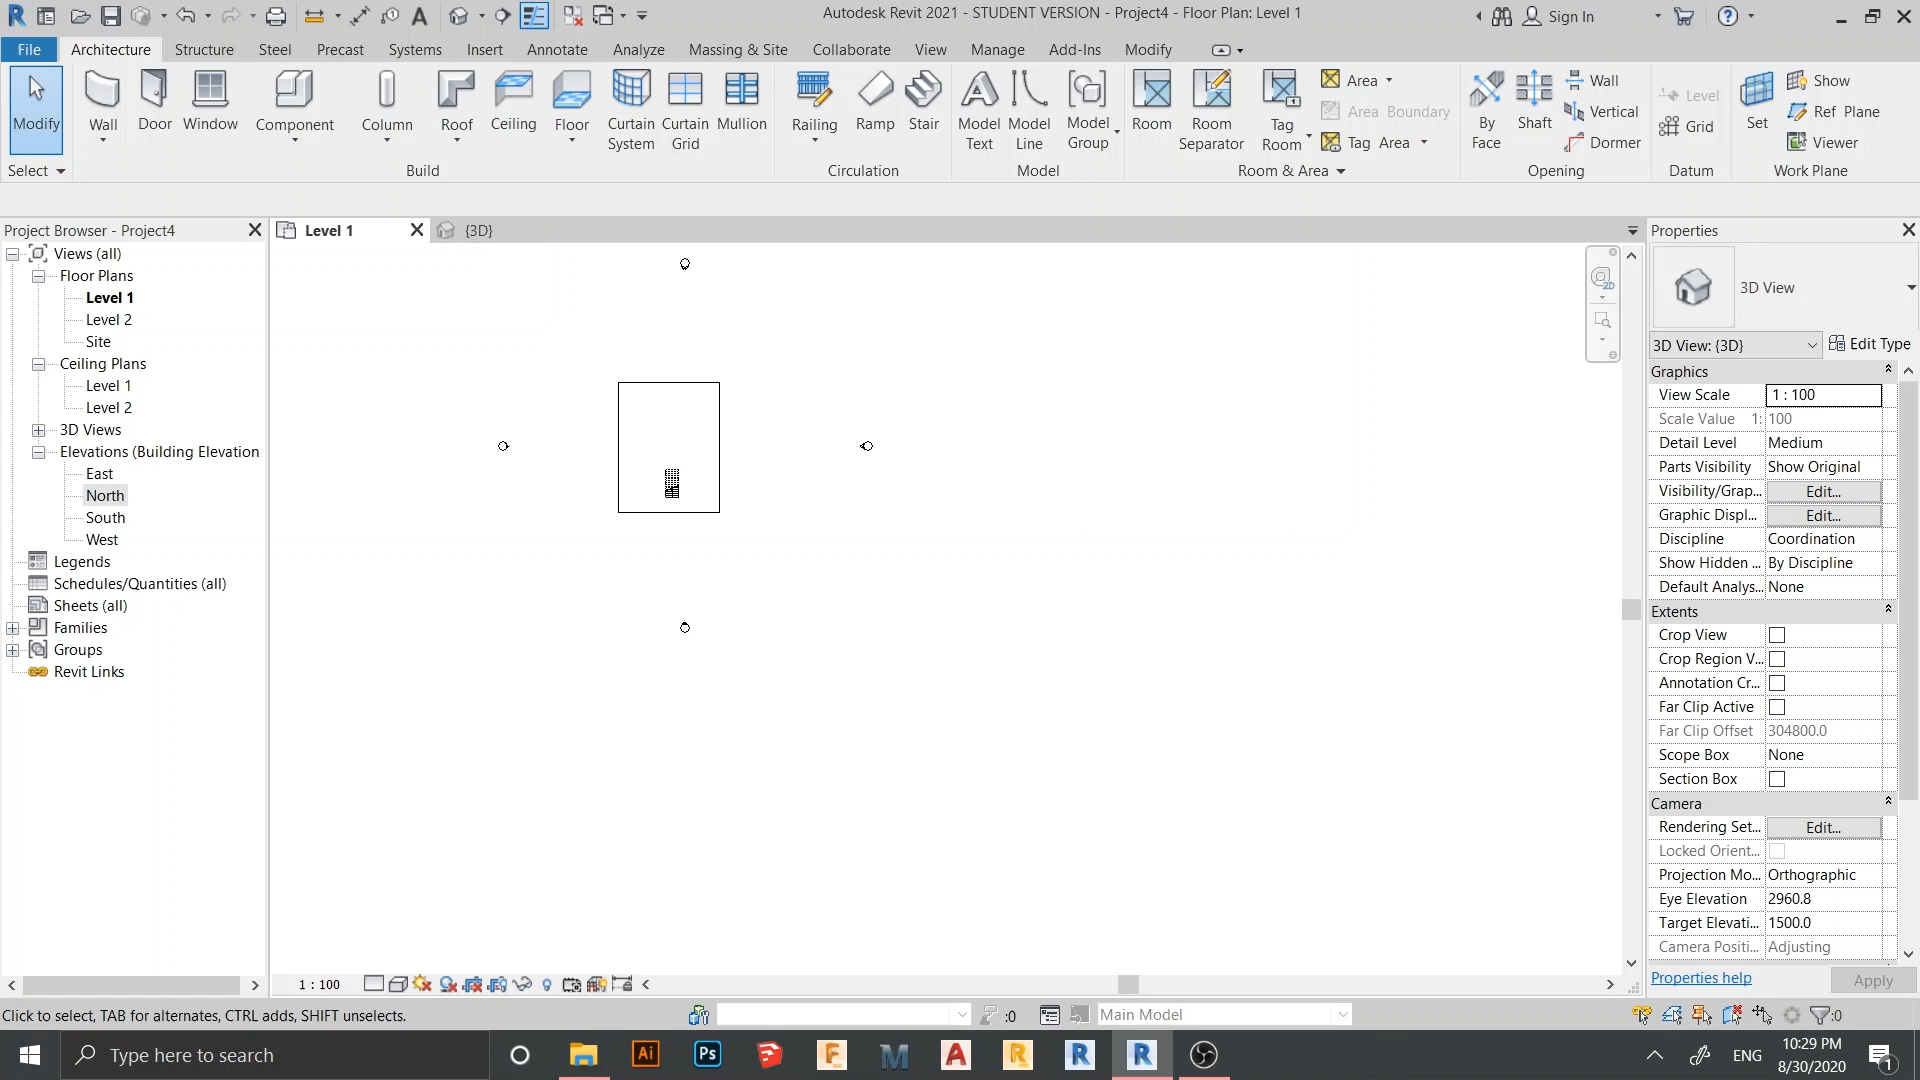 Autodesk Revit 2021 - STUDENT VERSION - Project4 - Floor Plan: Level 1
Sign In
File Architecture Structure Steel Precast Systems Insert Annotate Analyze Massing & Site Collaborate View Manage Add-Ins Modify
Modify
Wall
Door
Window
Component
Column
Roof
Ceiling
Floor
Curtain System
Curtain Grid
Mullion
Railing
Ramp
Stair
Model Text
Model Line
Model Group
Room
Room Separator
Tag Room
Area
Area Boundary
Tag Area
By Face
Shaft
Wall
Vertical
Dormer
Level
Grid
Set
Show
Ref Plane
Viewer
Select Build Circulation Model Room & Area Opening Datum Work Plane
Project Browser - Project4
Views (all)
Floor Plans
Level 1
Level 2
Site
Ceiling Plans
Level 1
Level 2
3D Views
Elevations (Building Elevation
East
North
South
West
Legends
Schedules/Quantities (all)
Sheets (all)
Families
Groups
Revit Links
Level 1
{3D}
2D
Properties
3D View
3D View: {3D}
Edit Type
Graphics
View Scale 1 : 100
Scale Value 1: 100
Detail Level Medium
Parts Visibility Show Original
Visibility/Grap... Edit...
Graphic Displ... Edit...
Discipline Coordination
Show Hidden ... By Discipline
Default Analys... None
Extents
Crop View
Crop Region V...
Annotation Cr...
Far Clip Active
Far Clip Offset 304800.0
Scope Box None
Section Box
Camera
Rendering Set... Edit...
Locked Orient...
Projection Mo... Orthographic
Eye Elevation 2960.8
Target Elevati... 1500.0
Camera Positi... Adjusting
Properties help
Apply
1 : 100
Click to select, TAB for alternates, CTRL adds, SHIFT unselects.
:0
Main Model
:0
Type here to search
Ai
Ps
ENG
10:29 PM
8/30/2020
1